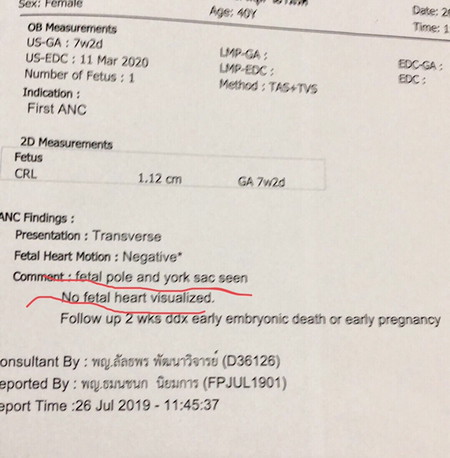 Sex: Female
Age: 40Y
Date: 2
Time: 1
OB Measurements
US-GA : 7w2d
US-EDC : 11 Mar 2020
Number of Fetus : 1
LMP-GA :
LMP-EDC :
Method : TAS+TVS
EDC-GA :
EDC :
Indication :
First ANC
2D Measurements
Fetus
CRL 1.12 cm GA 7w2d
ANC Findings :
Presentation : Transverse
Fetal Heart Motion : Negative*
Comment : fetal pole and york sac seen
No fetal heart visualized.
Follow up 2 wks ddx early embryonic death or early pregnancy
onsultant By : พญ.ลัลธพร พัฒนาวิจารย์ (D36126)
eported By : พญ.ธมนชนก นิยมการ (FPJUL1901)
eport Time :26 Jul 2019 - 11:45:37